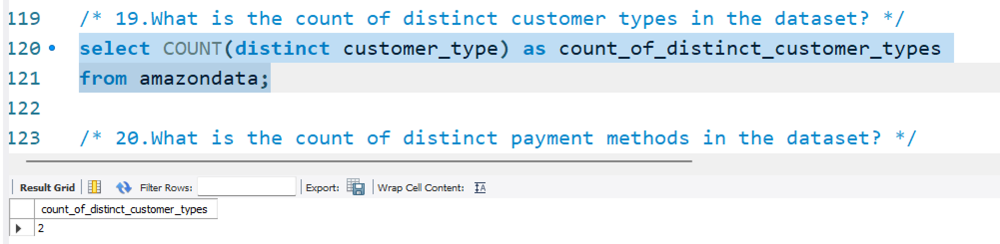 119 /* 19.What is the count of distinct customer types in the dataset? */
120 select COUNT(distinct customer_type) as count_of_distinct_customer_types
121 from amazondata;
122
123 /* 20.What is the count of distinct payment methods in the dataset? */
Result Grid Filter Rows: Export: Wrap Cell Content: IA
count_of_distinct_customer_types
2